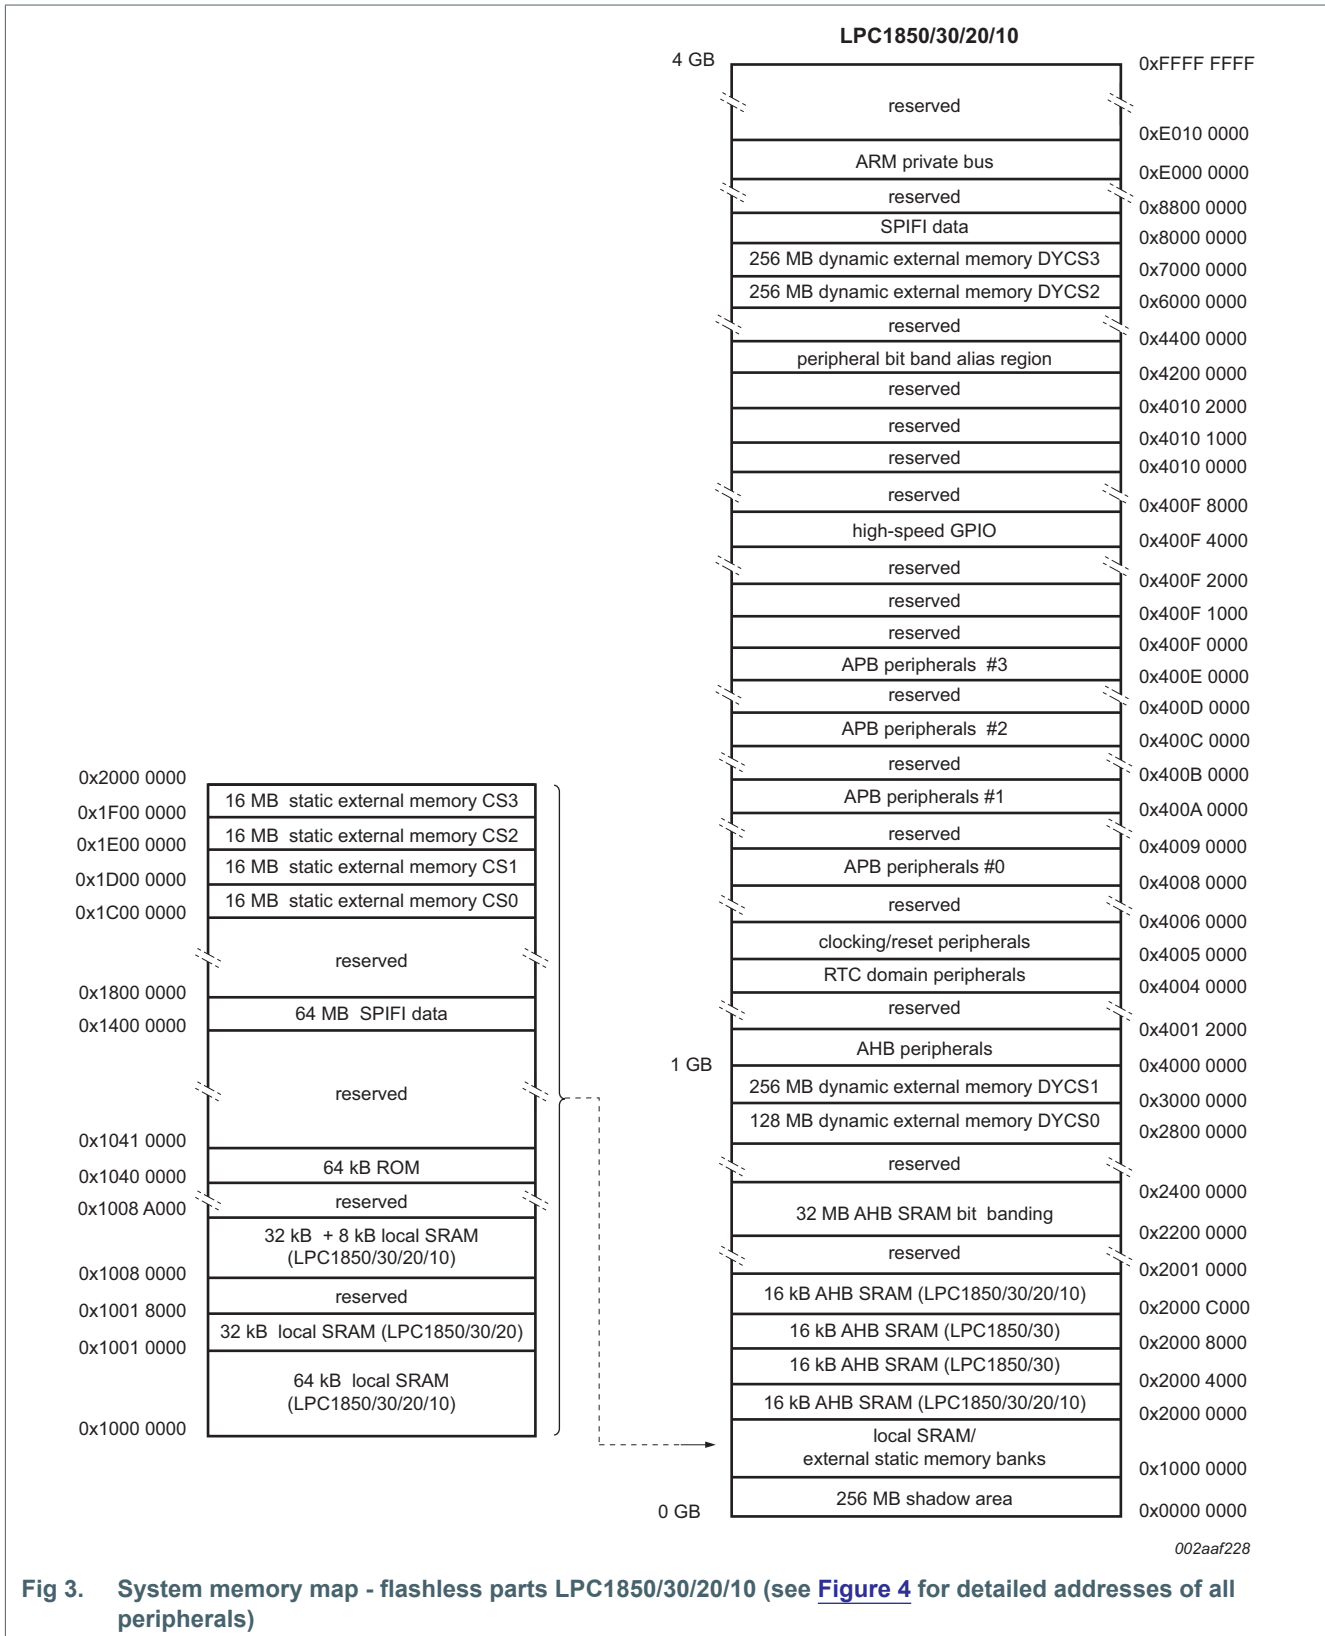 LPC1850/30/20/10
4 GB
0xFFFF FFFF
reserved
0xE010 0000
ARM private bus
0xE000 0000
reserved
0x8800 0000
SPIFI data
0x8000 0000
256 MB dynamic external memory DYCS3
0x7000 0000
256 MB dynamic external memory DYCS2
0x6000 0000
reserved
0x4400 0000
peripheral bit band alias region
0x4200 0000
reserved
0x4010 2000
reserved
0x4010 1000
reserved
0x4010 0000
reserved
0x400F 8000
high-speed GPIO
0x400F 4000
reserved
0x400F 2000
reserved
0x400F 1000
reserved
0x400F 0000
APB peripherals #3
0x400E 0000
reserved
0x400D 0000
APB peripherals #2
0x400C 0000
reserved
0x400B 0000
APB peripherals #1
0x400A 0000
reserved
0x4009 0000
APB peripherals #0
0x4008 0000
reserved
0x4006 0000
clocking/reset peripherals
0x4005 0000
RTC domain peripherals
0x4004 0000
reserved
0x4001 2000
AHB peripherals
1 GB
0x4000 0000
256 MB dynamic external memory DYCS1
0x3000 0000
128 MB dynamic external memory DYCS0
0x2800 0000
reserved
0x2400 0000
32 MB AHB SRAM bit banding
0x2200 0000
reserved
0x2001 0000
16 kB AHB SRAM (LPC1850/30/20/10)
0x2000 C000
16 kB AHB SRAM (LPC1850/30)
0x2000 8000
16 kB AHB SRAM (LPC1850/30)
0x2000 4000
16 kB AHB SRAM (LPC1850/30/20/10)
0x2000 0000
local SRAM/
external static memory banks
0x1000 0000
256 MB shadow area
0 GB
0x0000 0000
0x2000 0000
16 MB static external memory CS3
0x1F00 0000
16 MB static external memory CS2
0x1E00 0000
16 MB static external memory CS1
0x1D00 0000
16 MB static external memory CS0
0x1C00 0000
reserved
0x1800 0000
64 MB SPIFI data
0x1400 0000
reserved
0x1041 0000
64 kB ROM
0x1040 0000
reserved
0x1008 A000
32 kB + 8 kB local SRAM
(LPC1850/30/20/10)
0x1008 0000
reserved
0x1001 8000
32 kB local SRAM (LPC1850/30/20)
0x1001 0000
64 kB local SRAM
(LPC1850/30/20/10)
0x1000 0000
002aaf228
Fig 3. System memory map - flashless parts LPC1850/30/20/10 (see Figure 4 for detailed addresses of all
peripherals)